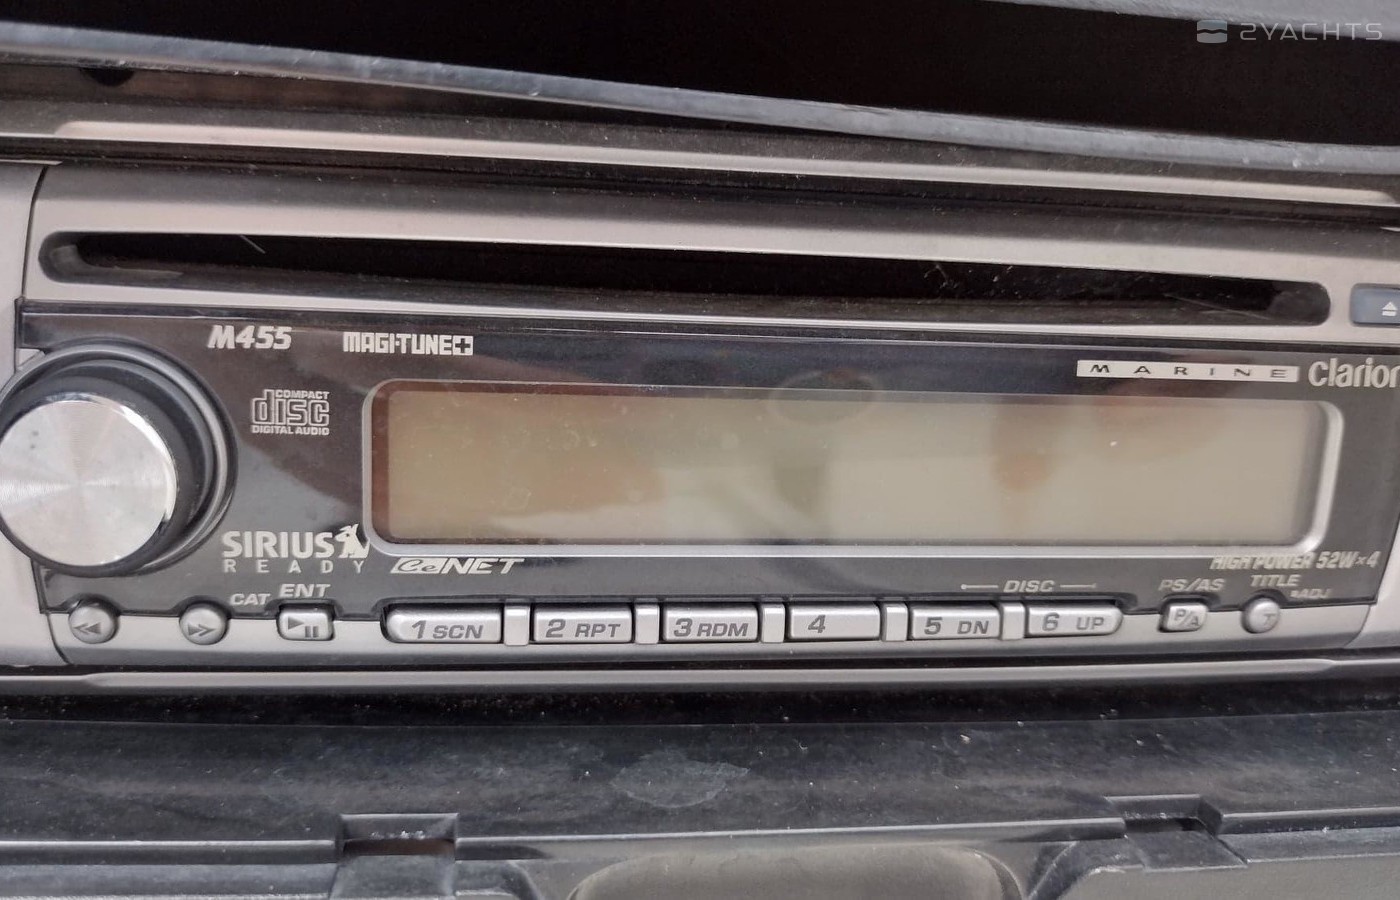 2YACHTS
M455
MAGI-TUNE+
MARINE Clarion
COMPACT
disc
DIGITAL AUDIO
SIRIUS
READY
CeNET
HIGH POWER 52W×4
CAT
ENT
DISC
PS/AS
TITLE
ADJ
1 SCN
2 RPT
3 RDM
4
5 DN
6 UP
P/A
T